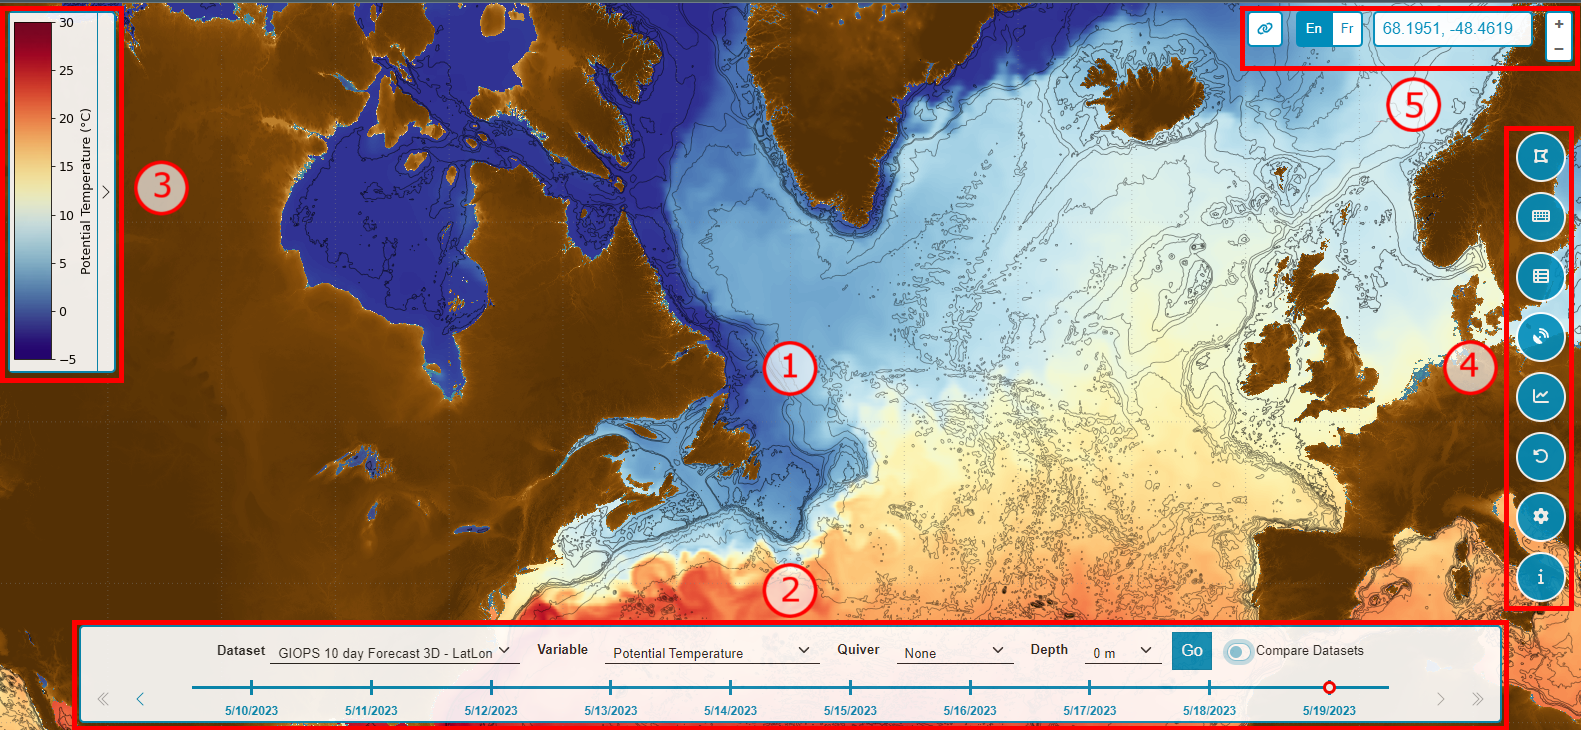 30
25
20
15
10
5
0
−5
Potential Temperature (°C)
3
En Fr 68.1951, -48.4619 + −
5
1
4
2
i
Dataset GIOPS 10 day Forecast 3D - LatLon Variable Potential Temperature Quiver None Depth 0 m Go Compare Datasets
5/10/2023 5/11/2023 5/12/2023 5/13/2023 5/14/2023 5/15/2023 5/16/2023 5/17/2023 5/18/2023 5/19/2023